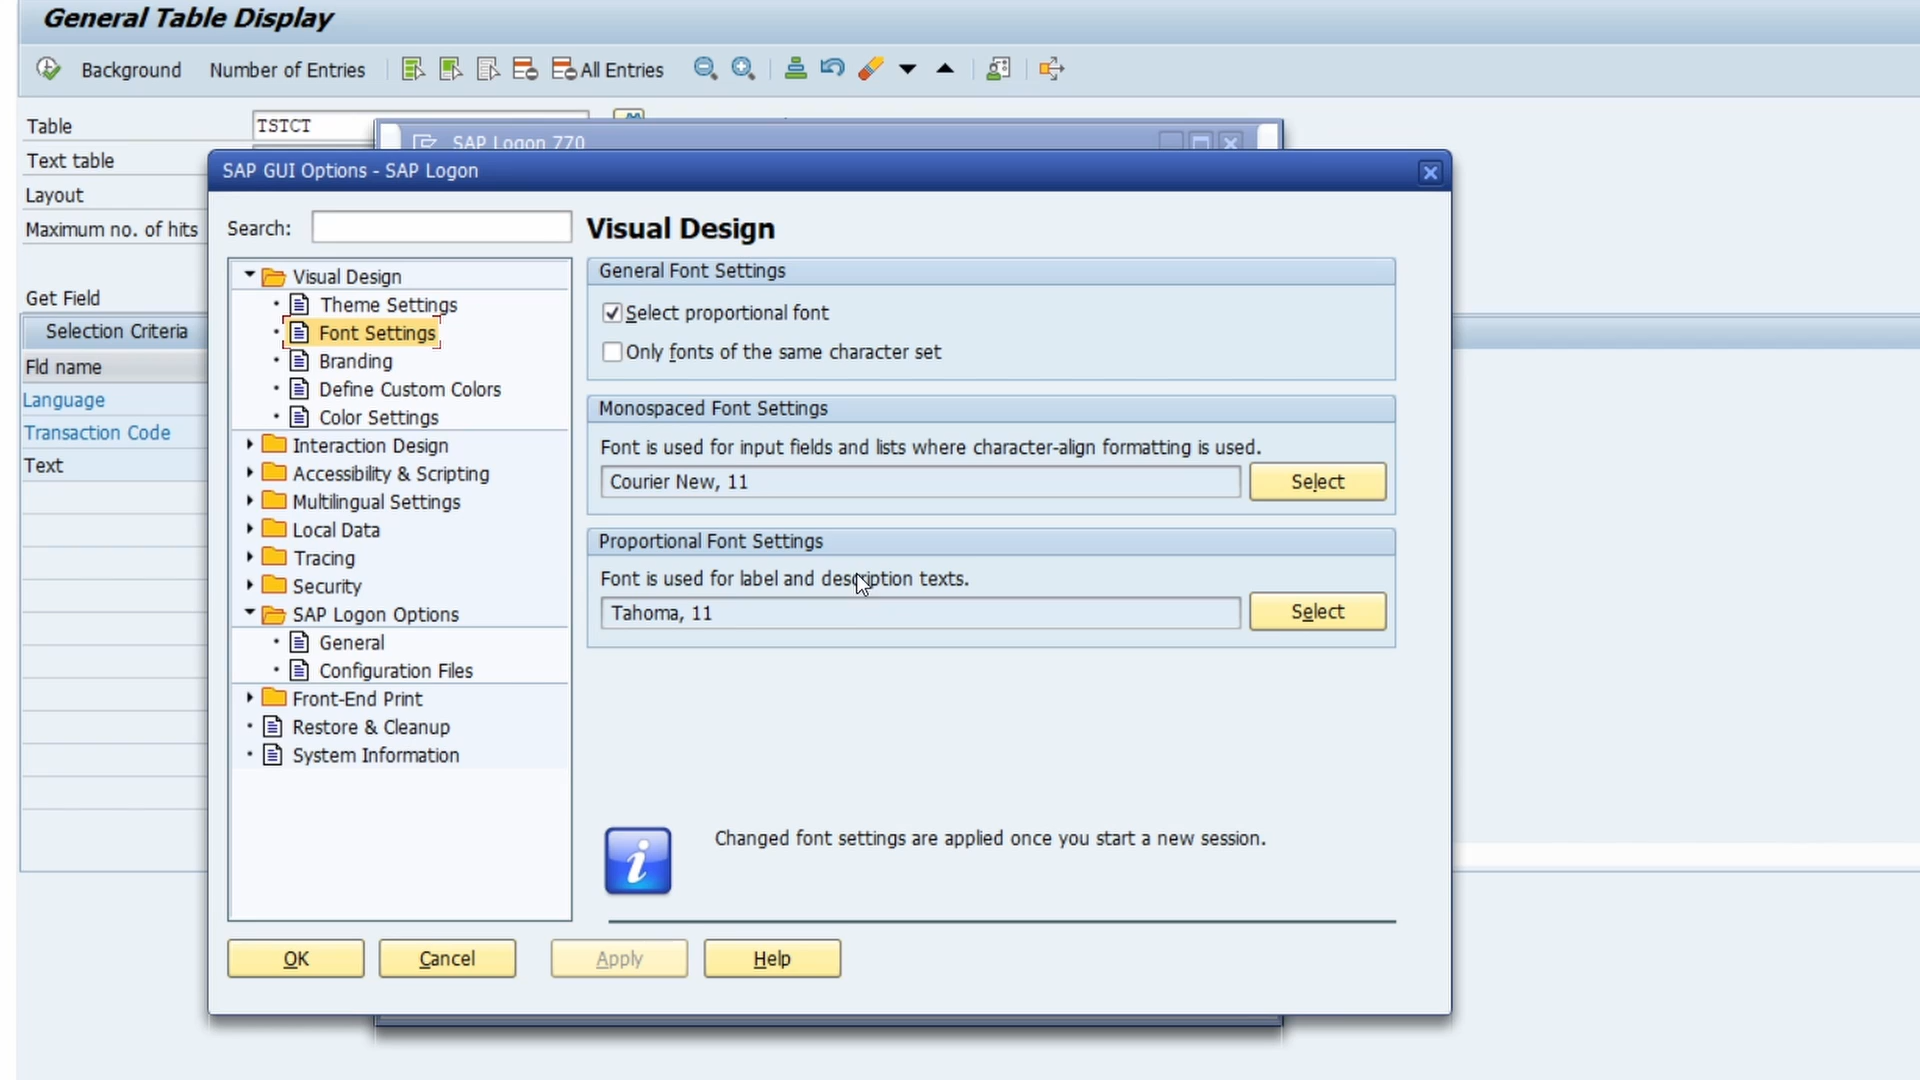 General Table Display
Background Number of Entries All Entries
Table TSTCT
Text table
Layout
Maximum no. of hits
Get Field
Selection Criteria
Fld name
Language
Transaction Code
Text
SAP Logon 770
SAP GUI Options - SAP Logon
Search:
Visual Design
Theme Settings
Font Settings
Branding
Define Custom Colors
Color Settings
Interaction Design
Accessibility & Scripting
Multilingual Settings
Local Data
Tracing
Security
SAP Logon Options
General
Configuration Files
Front-End Print
Restore & Cleanup
System Information
Visual Design
General Font Settings
Select proportional font
Only fonts of the same character set
Monospaced Font Settings
Font is used for input fields and lists where character-align formatting is used.
Courier New, 11 Select
Proportional Font Settings
Font is used for label and description texts.
Tahoma, 11 Select
Changed font settings are applied once you start a new session.
OK Cancel Apply Help